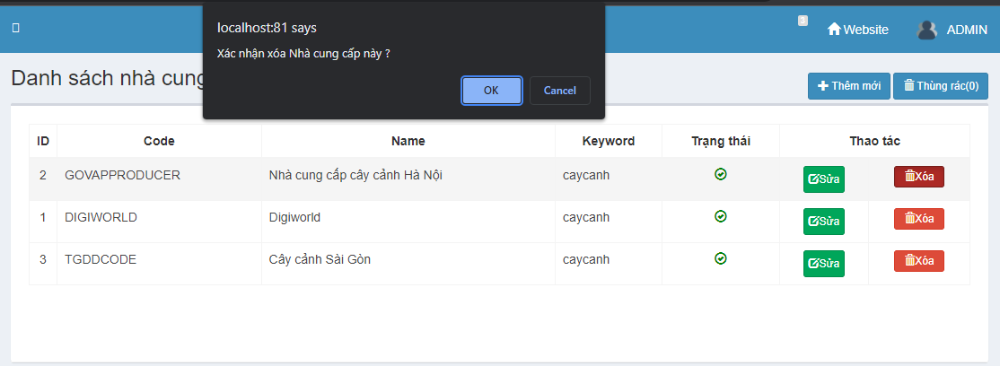 localhost:81 says
Xác nhận xóa Nhà cung cấp này ?
OK Cancel
3 Website ADMIN
Danh sách nhà cung
Thêm mới Thùng rác(0)
ID Code Name Keyword Trạng thái Thao tác
2 GOVAPPRODUCER Nhà cung cấp cây cảnh Hà Nội caycanh Sửa Xóa
1 DIGIWORLD Digiworld caycanh Sửa Xóa
3 TGDDCODE Cây cảnh Sài Gòn caycanh Sửa Xóa